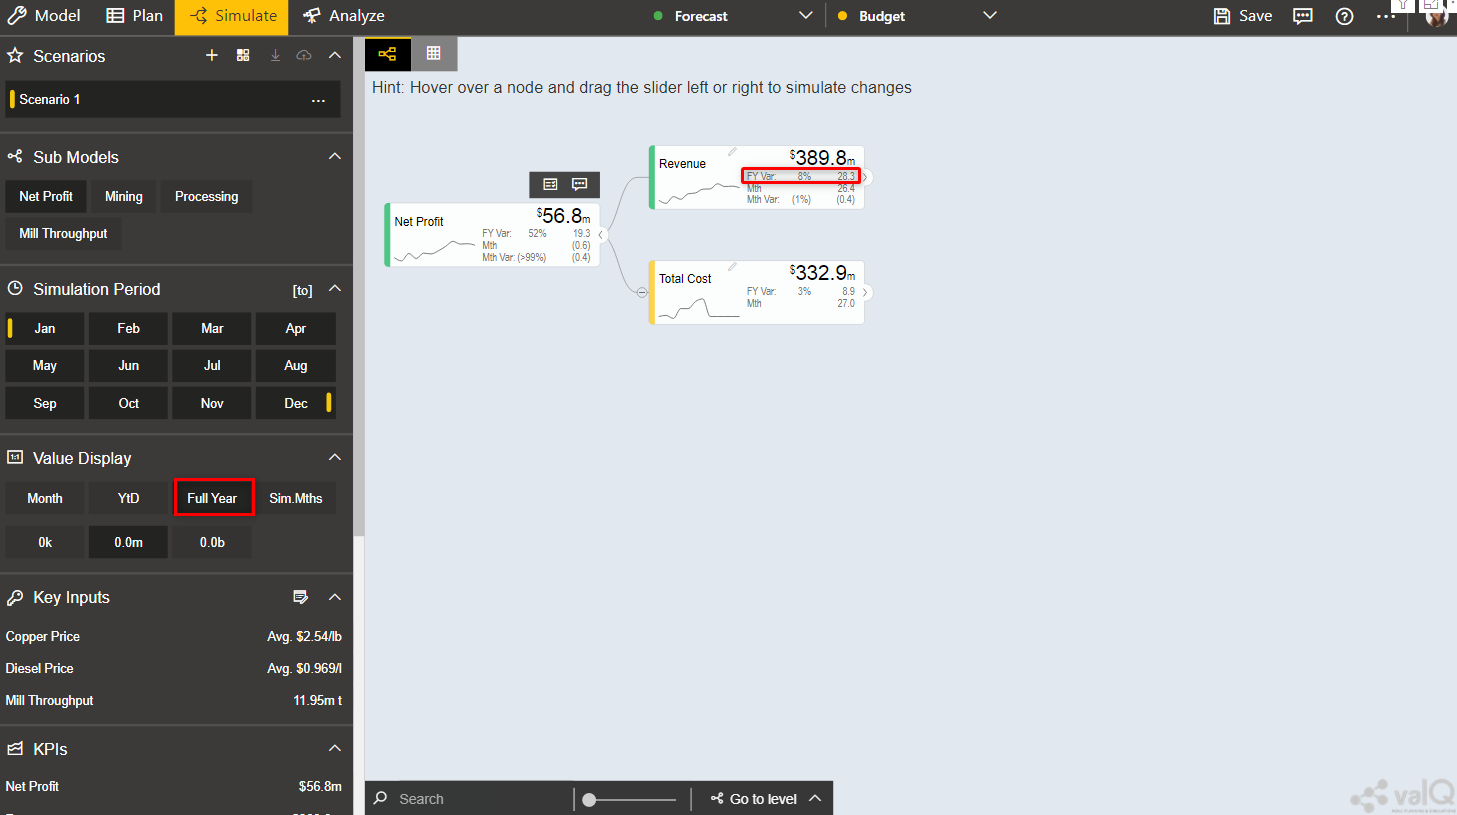 Model Plan Simulate Analyze Forecast Budget Save
Scenarios
Scenario 1
Sub Models
Net Profit Mining Processing
Mill Throughput
Simulation Period [to]
Jan Feb Mar Apr
May Jun Jul Aug
Sep Oct Nov Dec
Value Display
Month YtD Full Year Sim.Mths
0k 0.0m 0.0b
Key Inputs
Copper Price Avg. $2.54/lb
Diesel Price Avg. $0.969/l
Mill Throughput 11.95m t
KPIs
Net Profit $56.8m
Hint: Hover over a node and drag the slider left or right to simulate changes
Net Profit $56.8m
FY Var: 52% 19.3
Mth (0.6)
Mth Var: (>99%) (0.4)
Revenue $389.8m
FY Var: 8% 28.3
Mth 26.4
Mth Var: (1%) (0.4)
Total Cost $332.9m
FY Var: 3% 8.9
Mth 27.0
Search Go to level
valQ